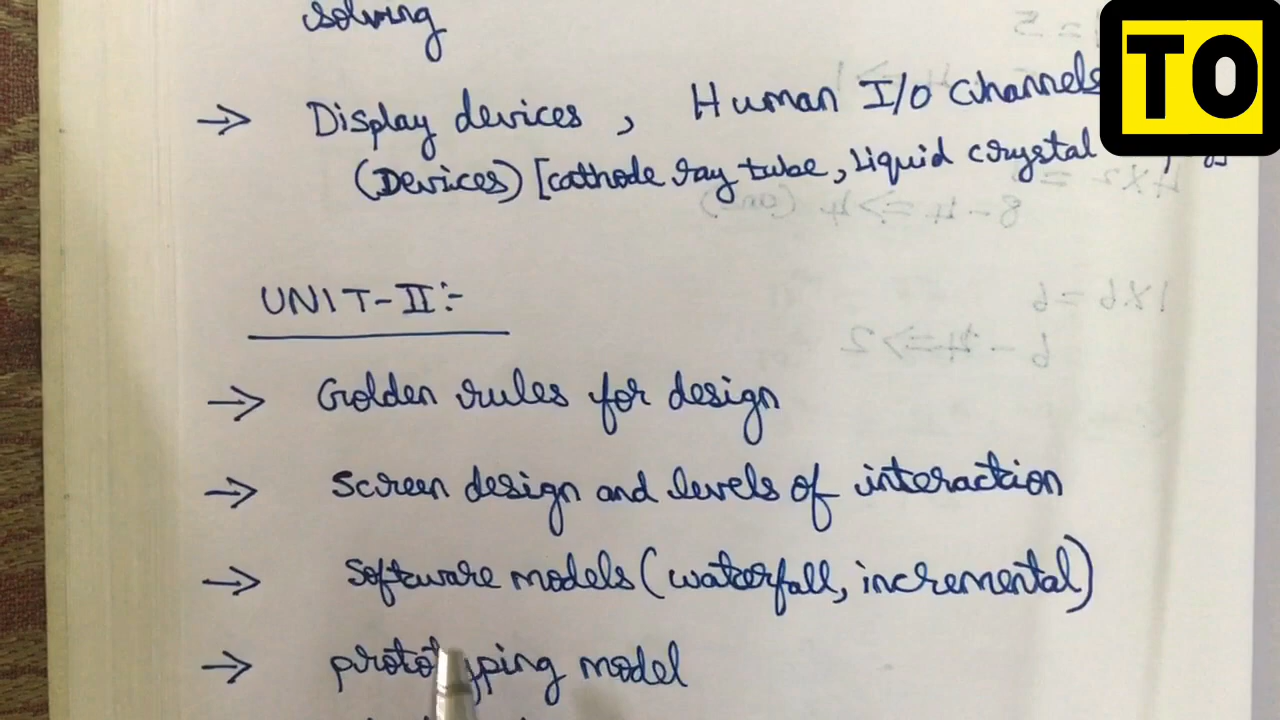 solving
TO
→ Display devices, Human I/O channels
(Devices) [cathode ray tube, Liquid crystal
UNIT-II:-
→ Golden rules for design
→ screen design and levels of interaction
→ software models (waterfall, incremental)
→ prototyping model